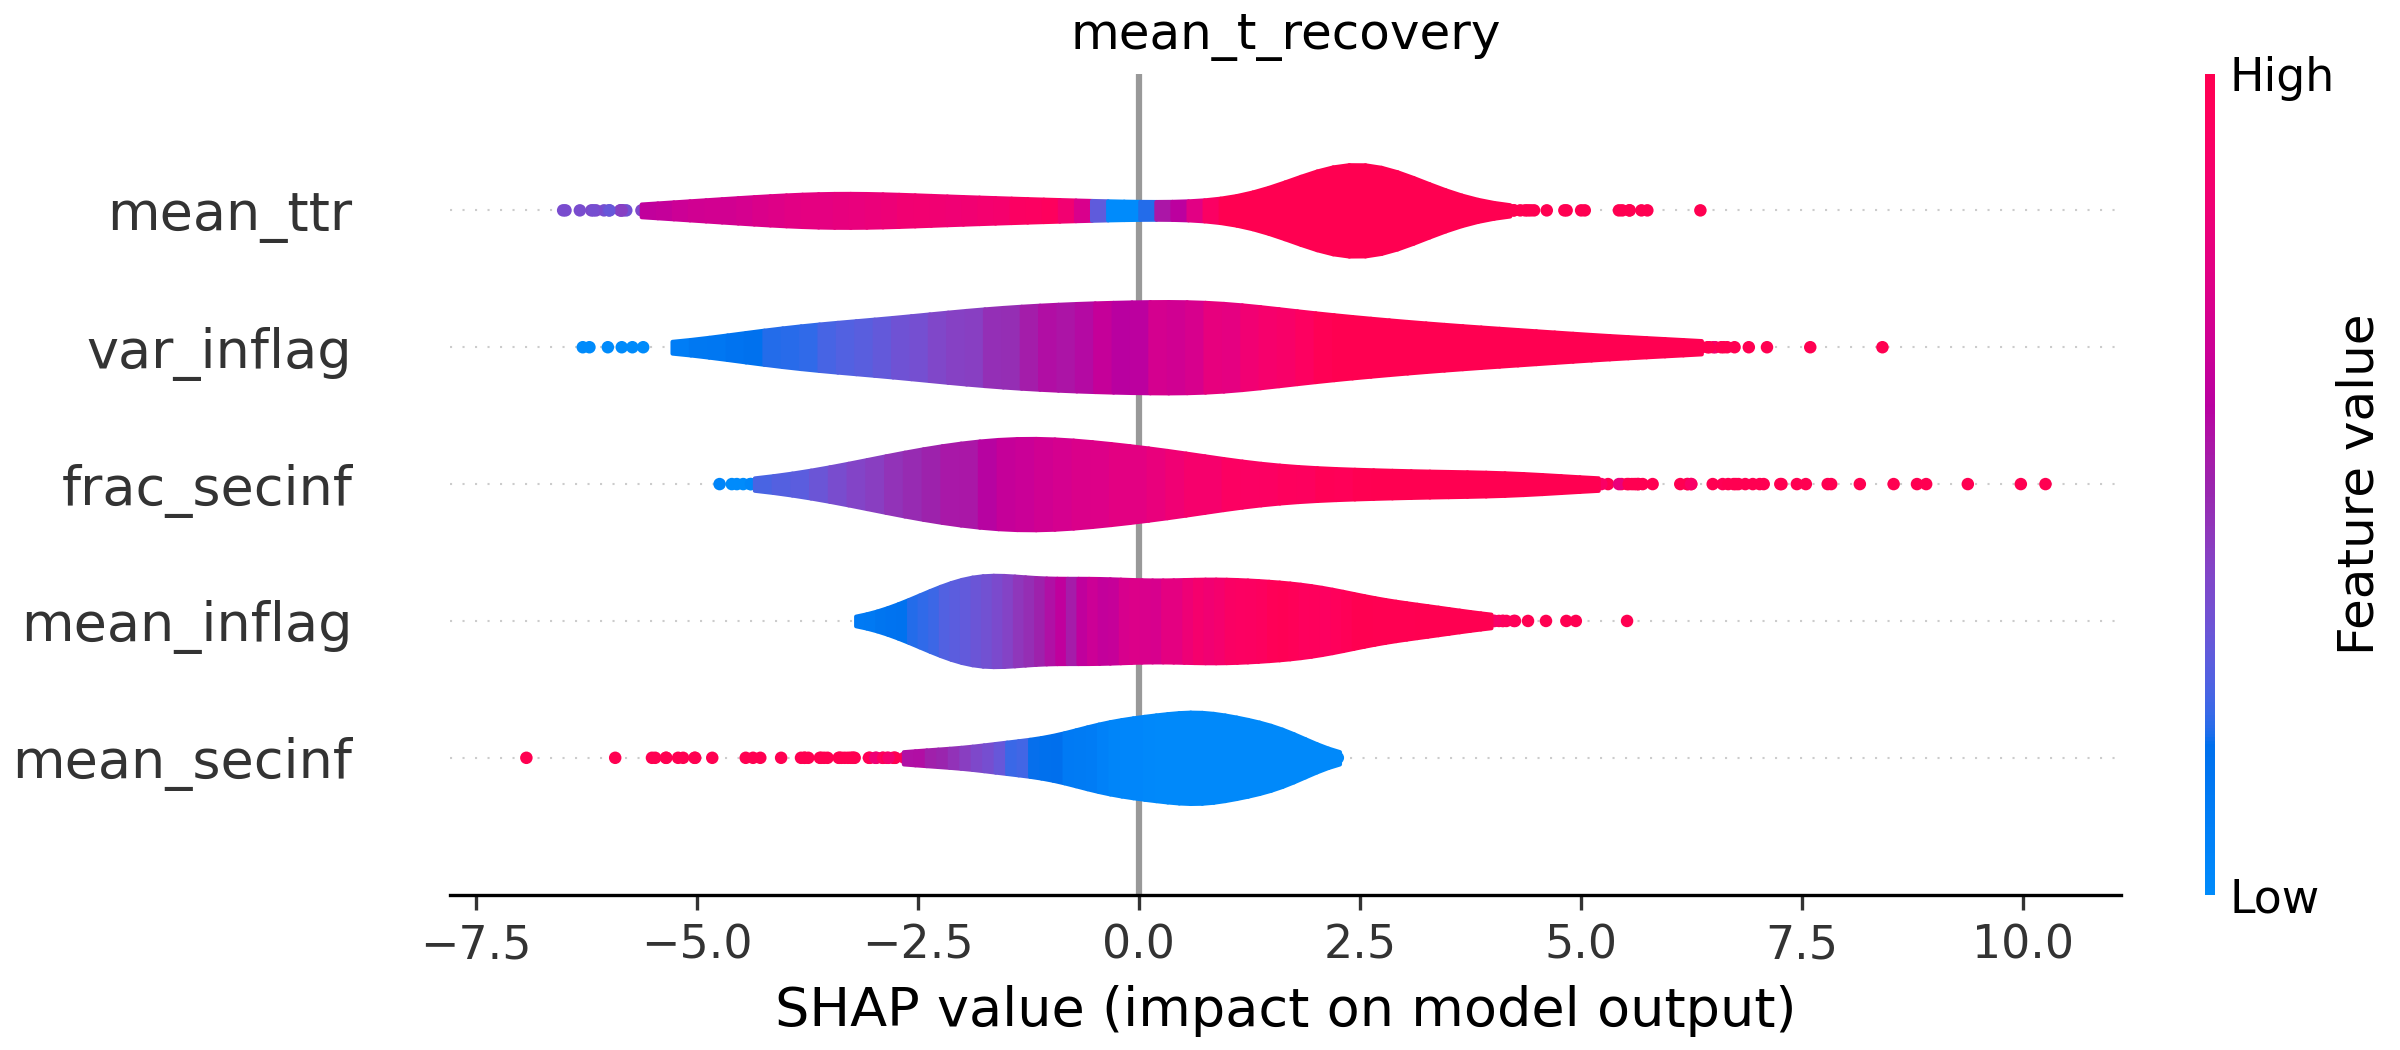 mean_t_recovery
High
mean_ttr
var_inflag
frac_secinf
mean_inflag
mean_secinf
Feature value
Low
−7.5 −5.0 −2.5 0.0 2.5 5.0 7.5 10.0
SHAP value (impact on model output)